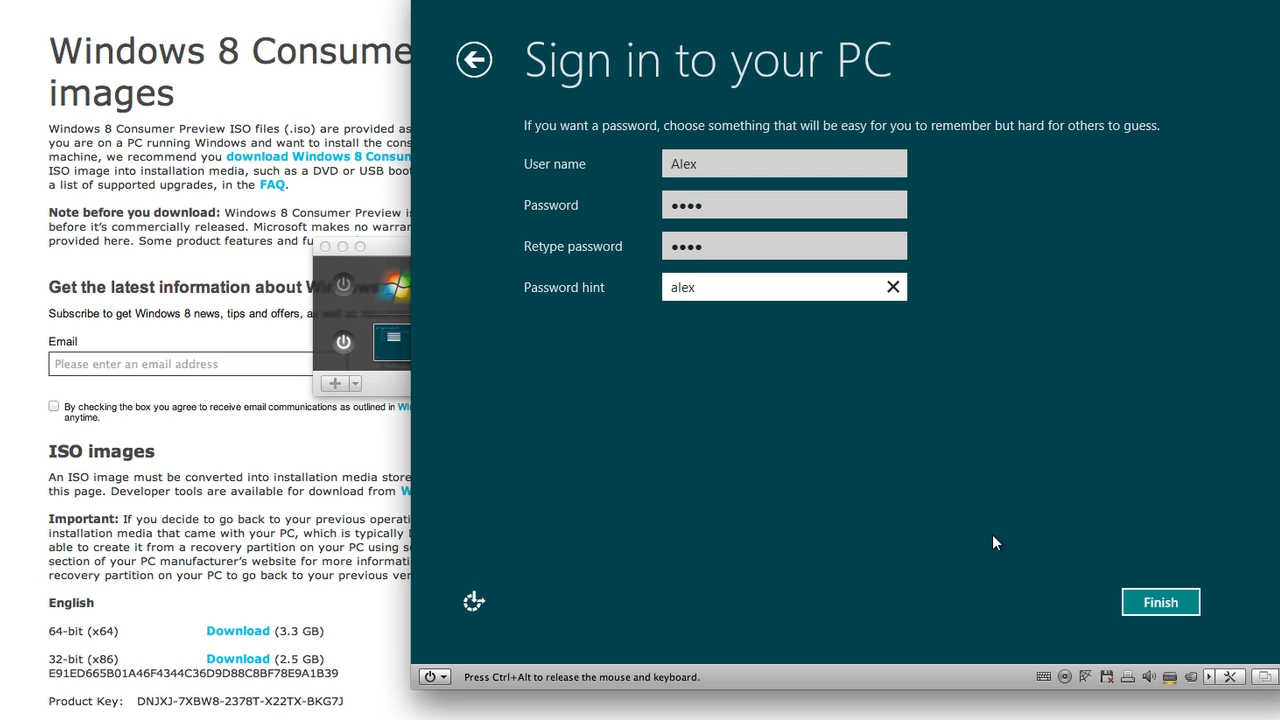 Windows 8 Consume
images
Windows 8 Consumer Preview ISO files (.iso) are provided as
you are on a PC running Windows and want to install the cons
machine, we recommend you download Windows 8 Consun
ISO image into installation media, such as a DVD or USB boot
a list of supported upgrades, in the FAQ.
Note before you download: Windows 8 Consumer Preview is
before it's commercially released. Microsoft makes no warran
provided here. Some product features and fu
Get the latest information about Windows
Subscribe to get Windows 8 news, tips and offers, as well as
Email
Please enter an email address
By checking the box you agree to receive email communications as outlined in Wi
anytime.
ISO images
An ISO image must be converted into installation media store
this page. Developer tools are available for download from W
Important: If you decide to go back to your previous operati
installation media that came with your PC, which is typically D
able to create it from a recovery partition on your PC using so
section of your PC manufacturer's website for more informati
recovery partition on your PC to go back to your previous ver
English
64-bit (x64) Download (3.3 GB)
32-bit (x86) Download (2.5 GB)
E91ED665B01A46F4344C36D9D88C8BF78E9A1B39
Product Key: DNJXJ-7XBW8-2378T-X22TX-BKG7J
Sign in to your PC
If you want a password, choose something that will be easy for you to remember but hard for others to guess.
User name Alex
Password ••••
Retype password ••••
Password hint alex
Finish
Press Ctrl+Alt to release the mouse and keyboard.